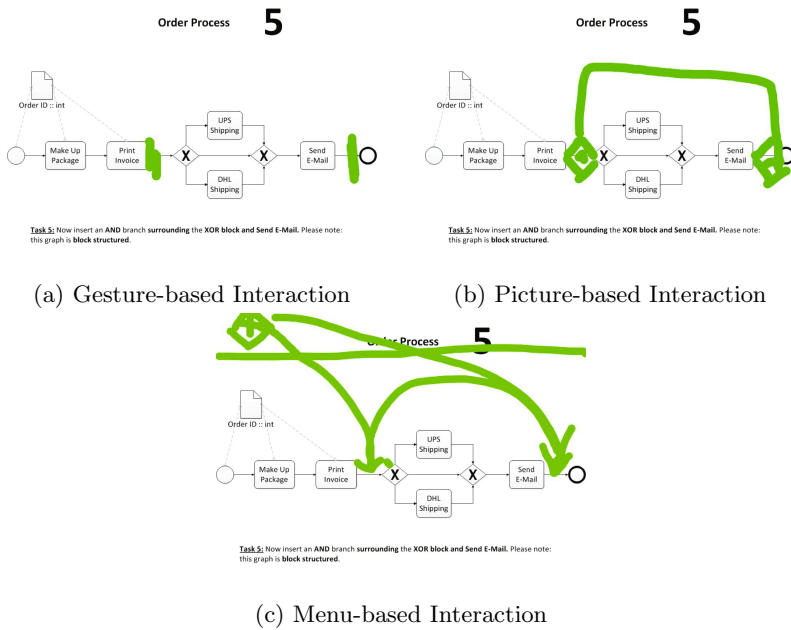 Order Process 5
Order ID :: int
UPS
Shipping
Make Up
Package
Print
Invoice
X
X
Send
E-Mail
DHL
Shipping
Task 5: Now insert an AND branch surrounding the XOR block and Send E-Mail. Please note:
this graph is block structured.
(a) Gesture-based Interaction
Order Process 5
Order ID :: int
UPS
Shipping
Make Up
Package
Print
Invoice
X
X
Send
E-Mail
DHL
Shipping
Task 5: Now insert an AND branch surrounding the XOR block and Send E-Mail. Please note:
this graph is block structured.
(b) Picture-based Interaction
Order Process 5
Order ID :: int
UPS
Shipping
Make Up
Package
Print
Invoice
X
X
Send
E-Mail
DHL
Shipping
Task 5: Now insert an AND branch surrounding the XOR block and Send E-Mail. Please note:
this graph is block structured.
(c) Menu-based Interaction